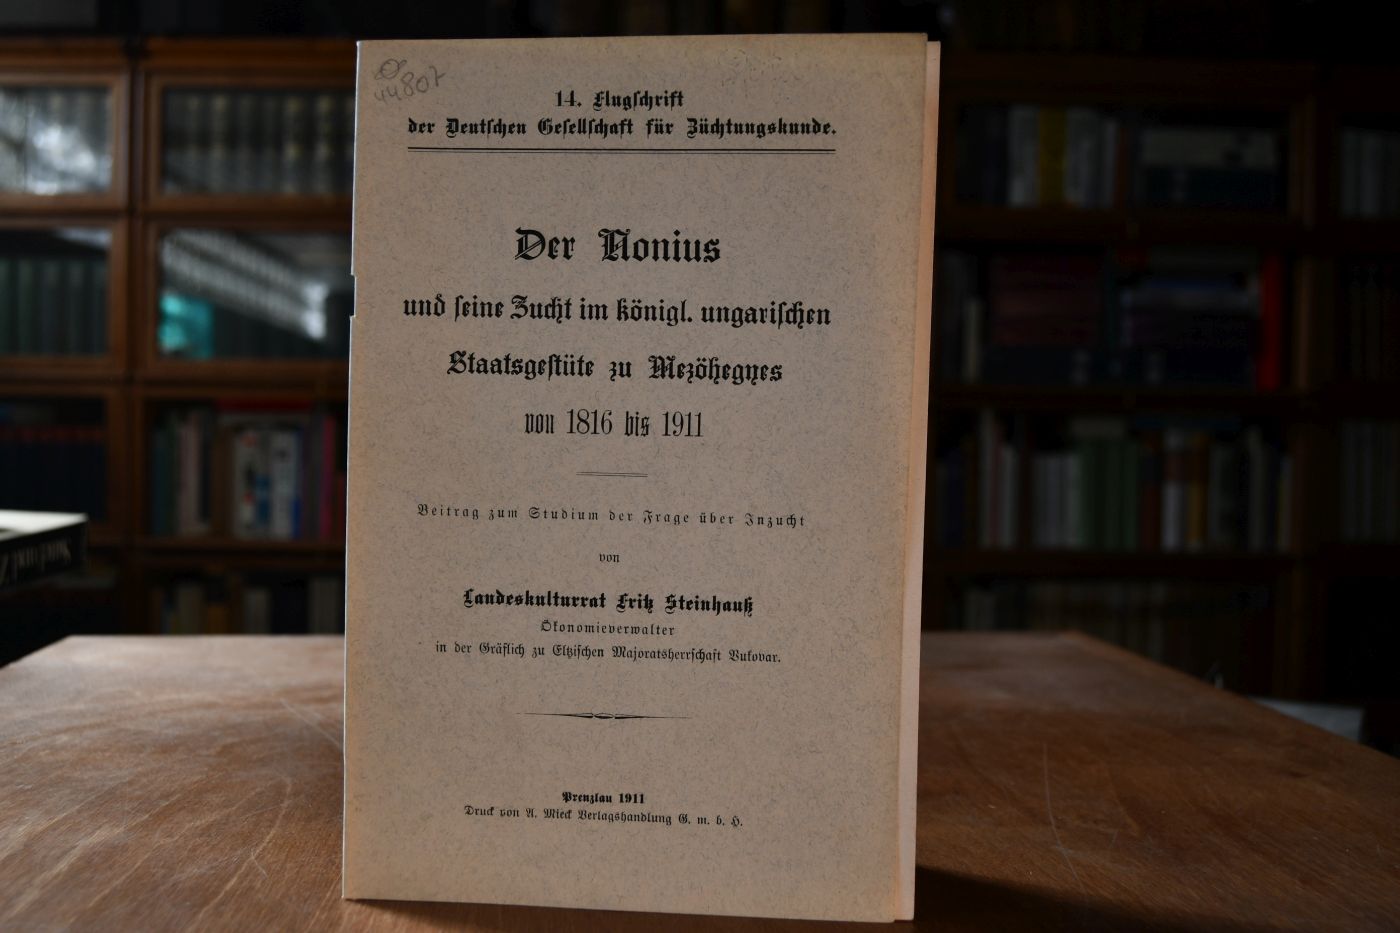 44807
14. Flugſchrift
der Deutſchen Geſellſchaft für Züchtungskunde.
Der Nonius
und ſeine Zucht im königl. ungariſchen
Staatsgeſtüte zu Mezöhegyes
von 1816 bis 1911
Beitrag zum Studium der Frage über Inzucht
von
Landeskulturrat Fritz Steinhauß
Ökonomieverwalter
in der Gräflich zu Eltziſchen Majoratsherrſchaft Vukovar.
Prenzlau 1911
Druck von A. Mieck Verlagshandlung G. m. b. H.